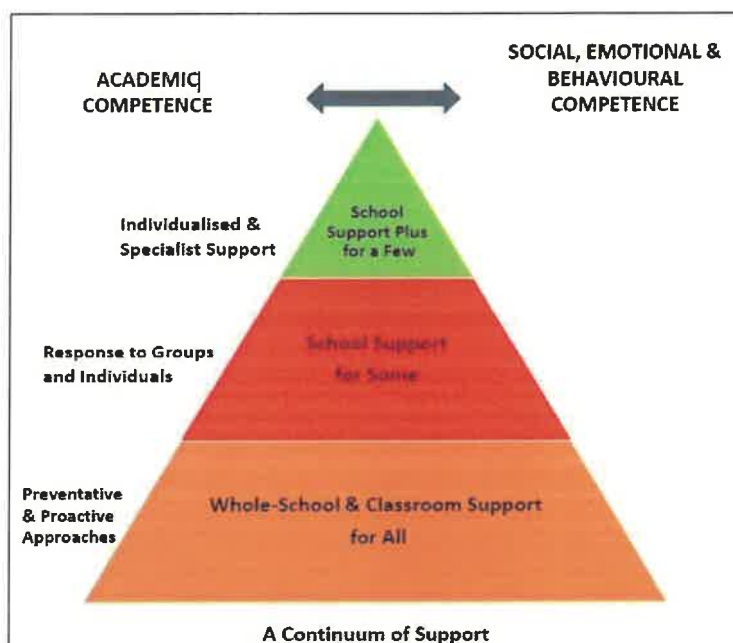 ACADEMIC
COMPETENCE
SOCIAL, EMOTIONAL &
BEHAVIOURAL
COMPETENCE
Individualised &
Specialist Support
School
Support Plus
for a Few
Response to Groups
and Individuals
School Support
for Some
Preventative
& Proactive
Approaches
Whole-School & Classroom Support
for All
A Continuum of Support